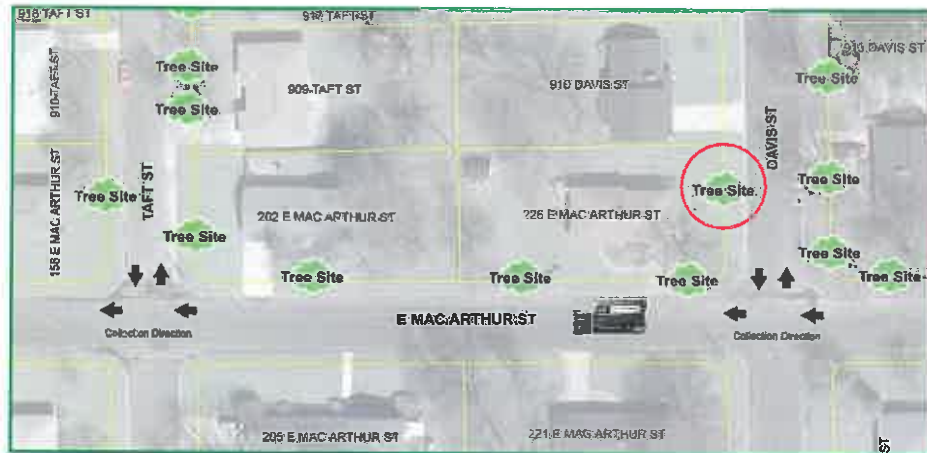 918 TAFT ST
910 TAFT ST
913 DAVIS ST
Tree Site
Tree Site
910 TAFT ST
909 TAFT ST
910 DAVIS ST
Tree Site
Tree Site
DAVIS ST
TAFT ST
158 E MAC ARTHUR ST
Tree Site
Tree Site
Tree Site
202 E MAC ARTHUR ST
226 E MAC ARTHUR ST
Tree Site
Tree Site
Tree Site
Tree Site
Tree Site
Tree Site
E MAC ARTHUR ST
Collection Direction
Collection Direction
205 E MAC ARTHUR ST
221 E MAC ARTHUR ST
ST